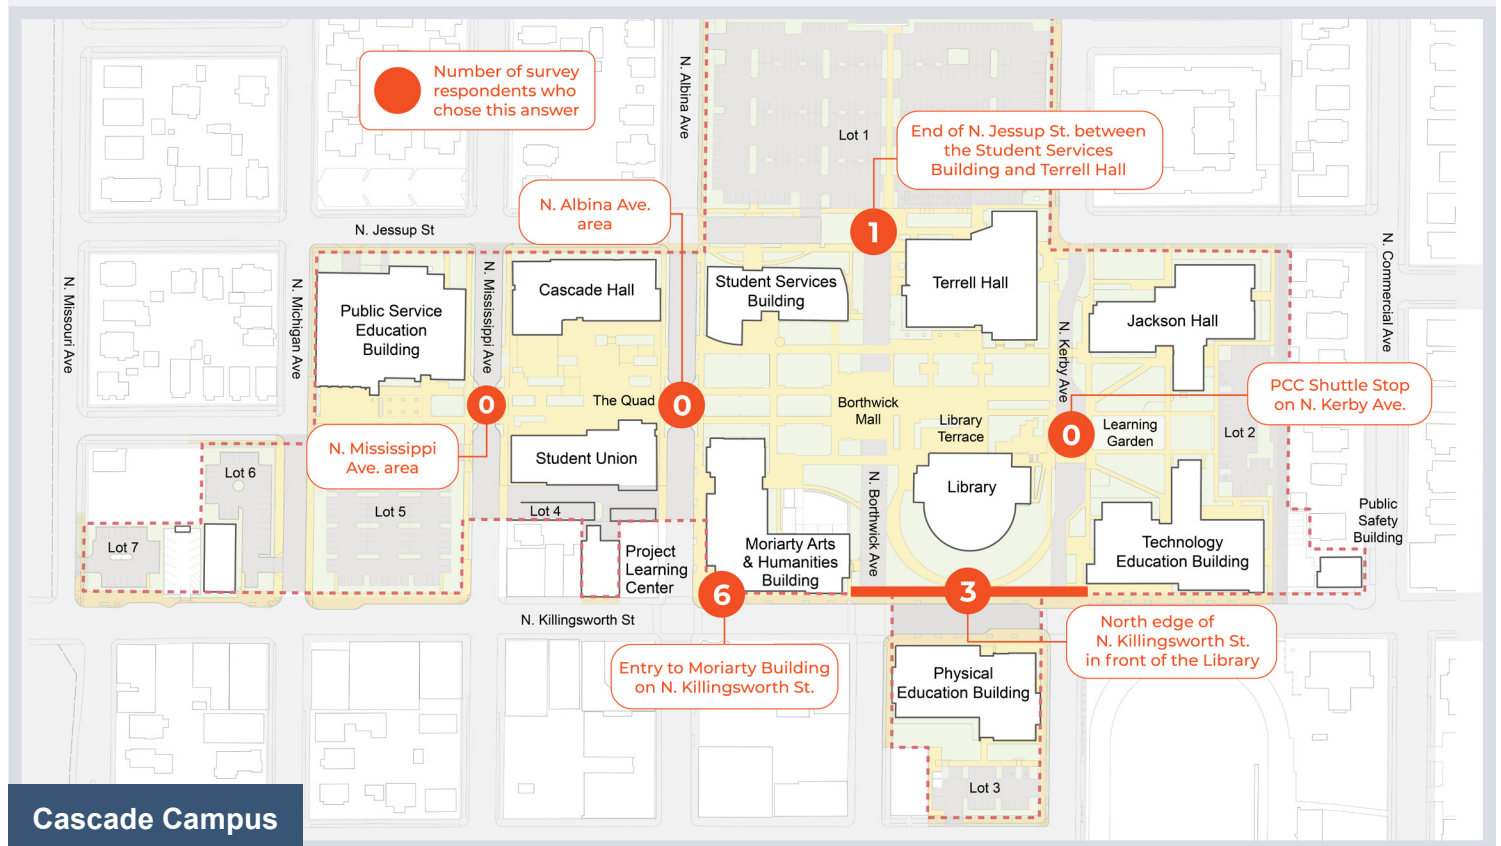 Number of survey
respondents who
chose this answer
N. Albina Ave
Lot 1
End of N. Jessup St. between
the Student Services
Building and Terrell Hall
1
N. Albina Ave.
area
N. Jessup St
N. Missouri Ave
N. Michigan Ave
Public Service
Education
Building
N. Mississippi Ave
Cascade Hall
Student Services
Building
Terrell Hall
N. Kerby Ave
Jackson Hall
N. Commercial Ave
PCC Shuttle Stop
on N. Kerby Ave.
0
The Quad
0
Borthwick
Mall
Library
Terrace
0
Learning
Garden
Lot 2
N. Mississippi
Ave. area
Student Union
Lot 6
Lot 5
Lot 4
Lot 7
Project
Learning
Center
Moriarty Arts
& Humanities
Building
N. Borthwick Ave
Library
Technology
Education Building
Public
Safety
Building
6
3
N. Killingsworth St
Entry to Moriarty Building
on N. Killingsworth St.
North edge of
N. Killingsworth St.
in front of the Library
Physical
Education Building
Lot 3
Cascade Campus